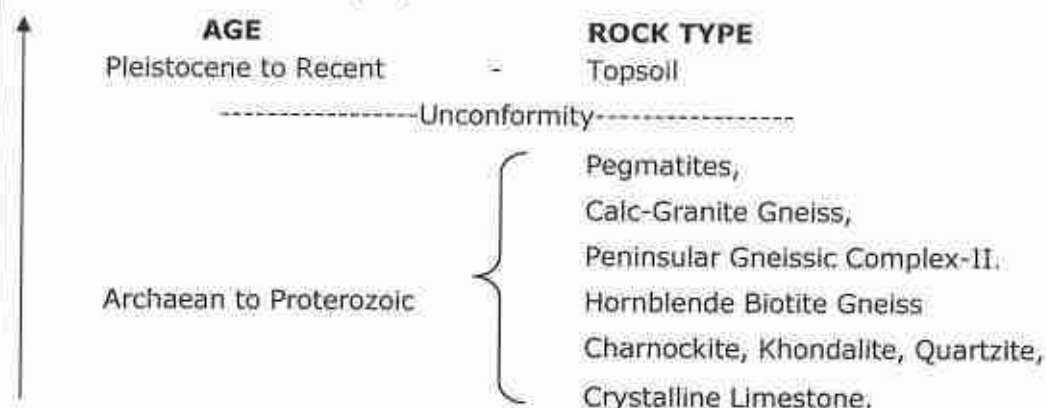 AGE ROCK TYPE
Pleistocene to Recent - Topsoil
----------------Unconformity----------------
Pegmatites,
Calc-Granite Gneiss,
Peninsular Gneissic Complex-II.
Archaean to Proterozoic Hornblende Biotite Gneiss
Charnockite, Khondalite, Quartzite,
Crystalline Limestone.